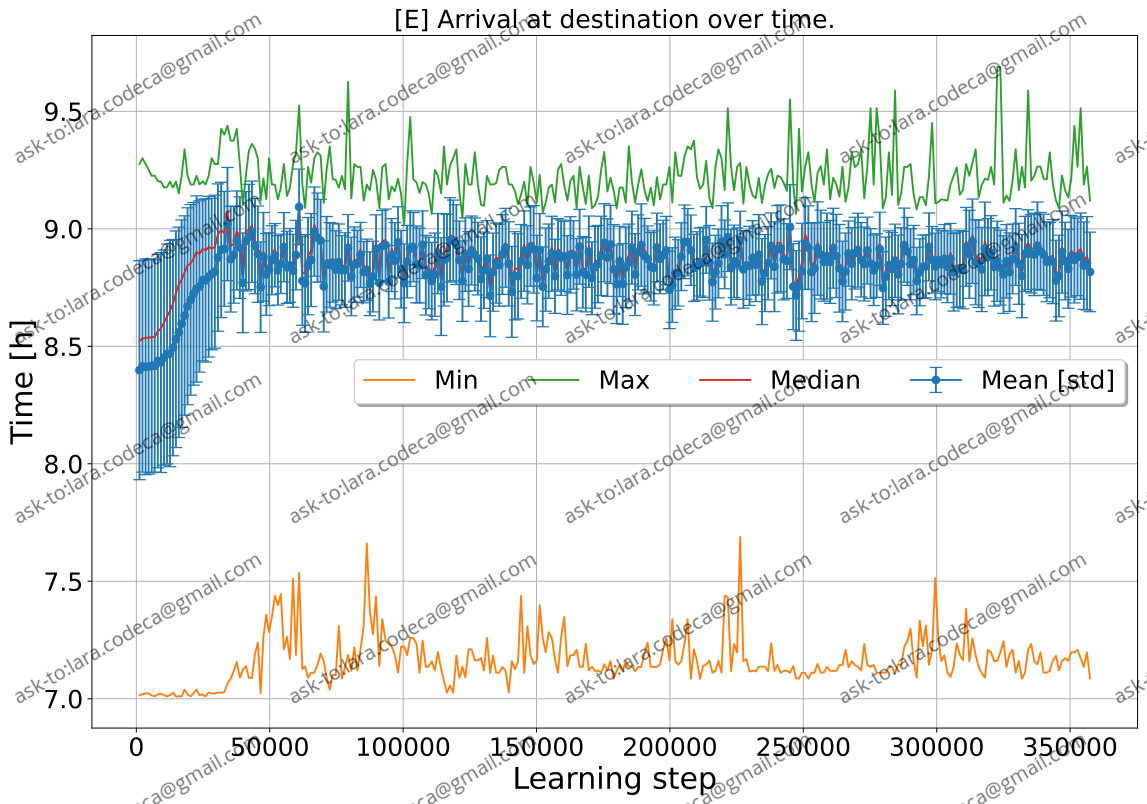 [E] Arrival at destination over time.
9.5
9.0
8.5
8.0
7.5
7.0
Time [h]
Min Max Median Mean [std]
0 50000 100000 150000 200000 250000 300000 350000
Learning step
ask-to:lara.codeca@gmail.com